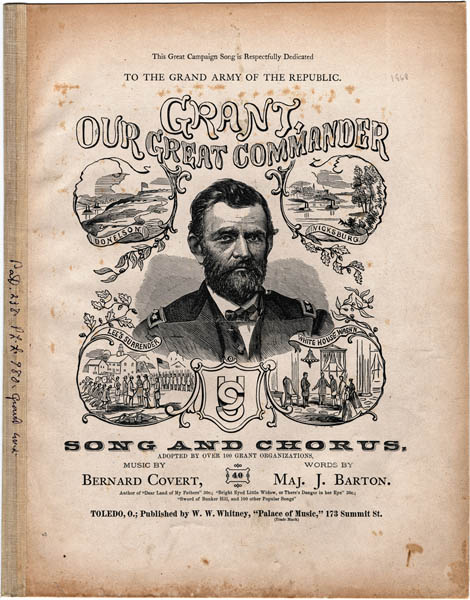 This Great Campaign Song is Respectfully Dedicated
TO THE GRAND ARMY OF THE REPUBLIC.
1868
GRANT,
OUR GREAT COMMANDER
DONELSON
VICKSBURG
LEE'S SURRENDER
WHITE HOUSE WASH'N
USG
SONG AND CHORUS.
ADOPTED BY OVER 100 GRANT ORGANIZATIONS,
MUSIC BY
BERNARD COVERT,
40
WORDS BY
MAJ. J. BARTON.
Author of "Dear Land of My Fathers" 30c; "Bright Eyed Little Widow, or There's Danger in her Eye" 30c;
"Sword of Bunker Hill, and 100 other Popular Songs"
TOLEDO, O.; Published by W. W. Whitney, "Palace of Music," 173 Summit St.
(Trade Mark)